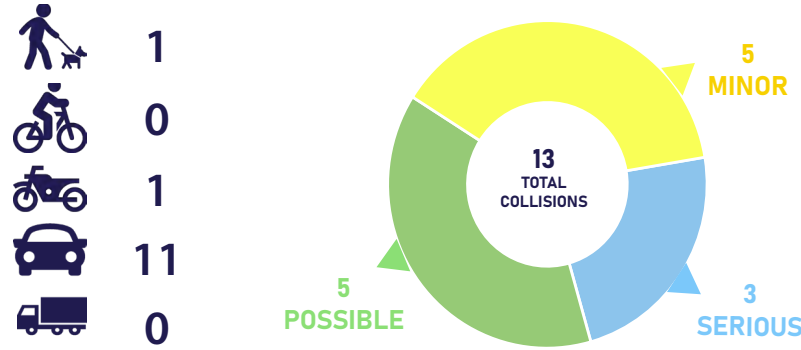 1
0
1
11
0
5
MINOR
13
TOTAL
COLLISIONS
5
POSSIBLE
3
SERIOUS